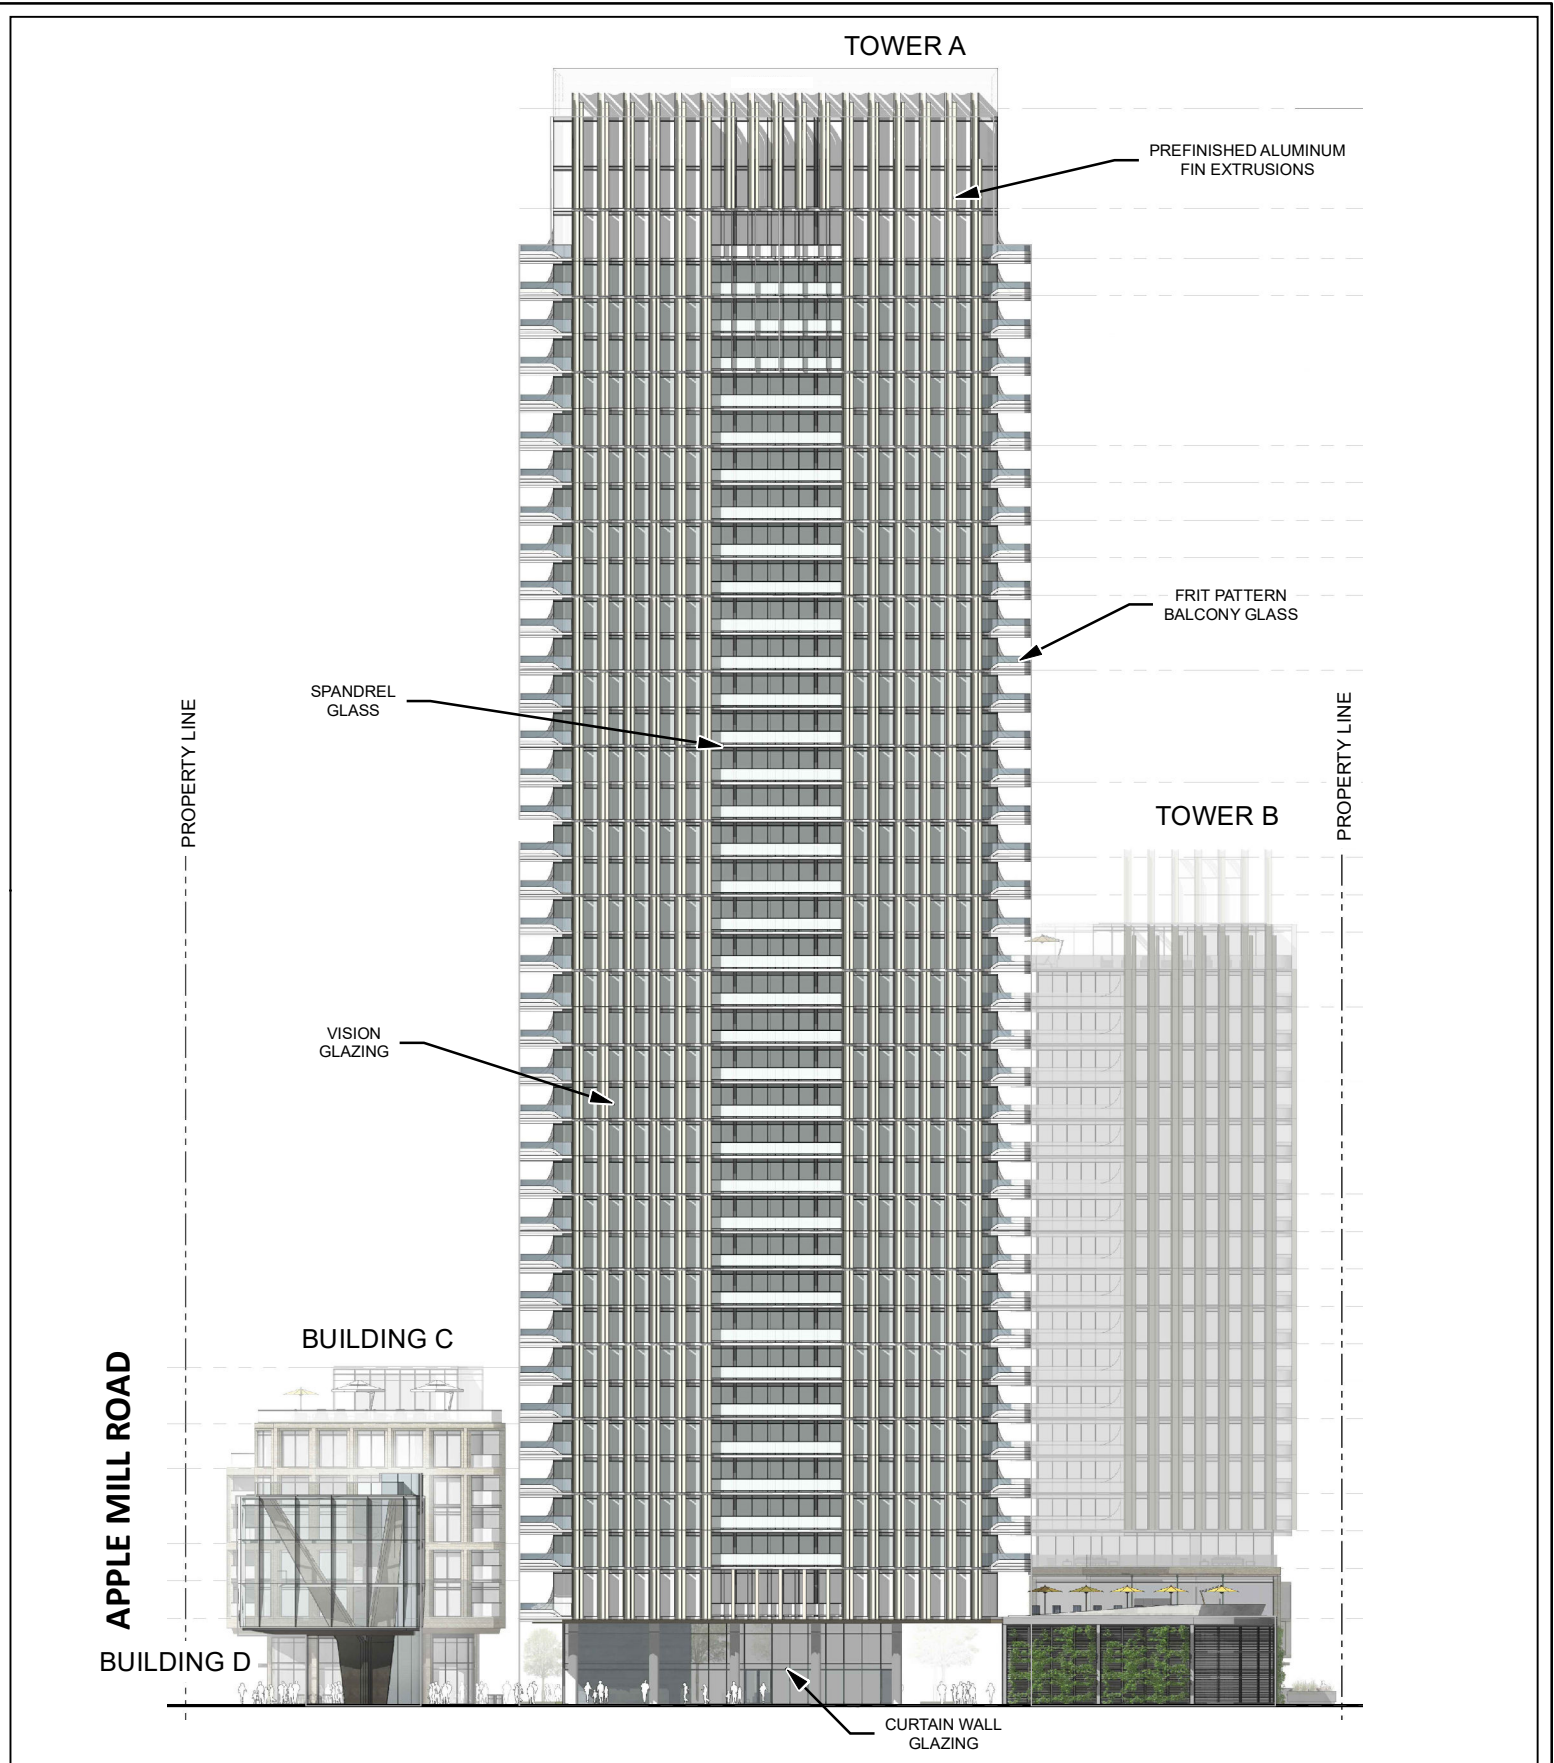 TOWER A
PREFINISHED ALUMINUM
FIN EXTRUSIONS
FRIT PATTERN
BALCONY GLASS
SPANDREL
GLASS
PROPERTY LINE
PROPERTY LINE
TOWER B
VISION
GLAZING
BUILDING C
APPLE MILL ROAD
BUILDING D
CURTAIN WALL
GLAZING